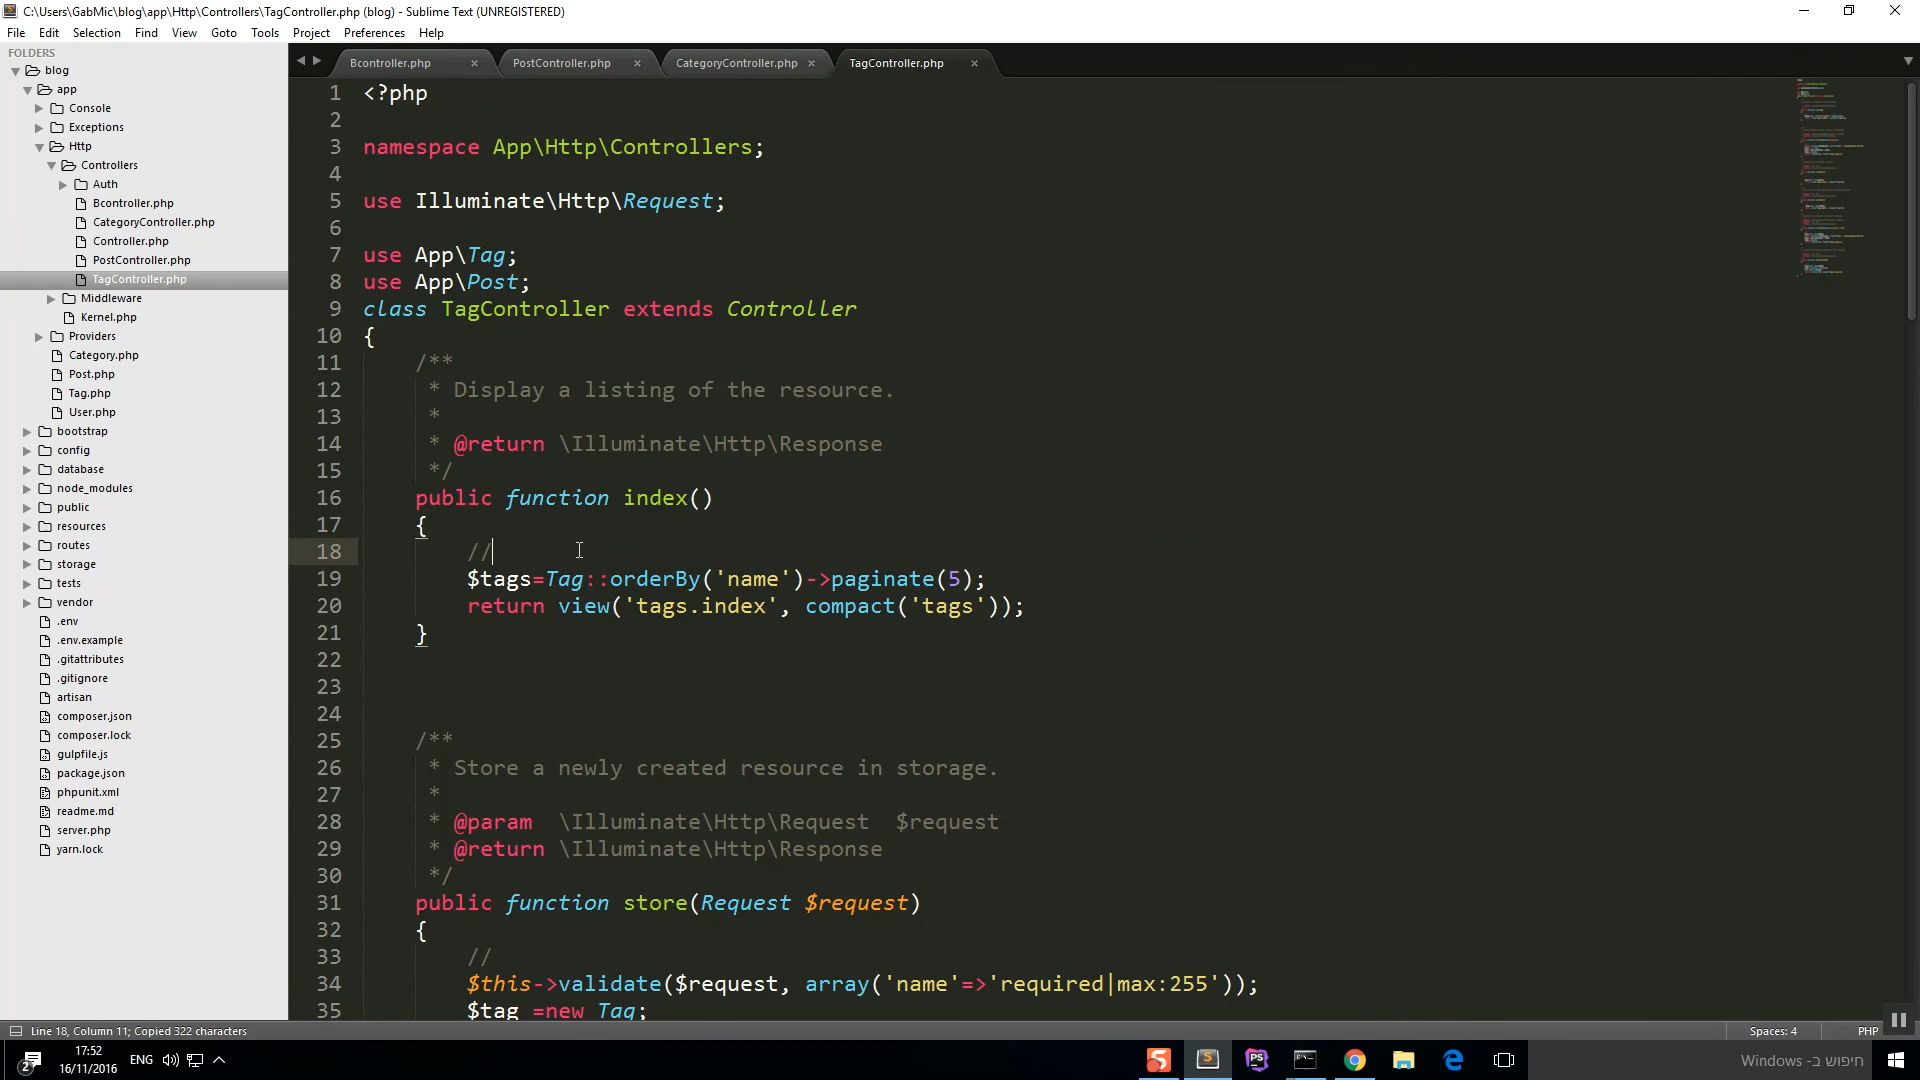 C:\Users\GabMic\blog\app\Http\Controllers\TagController.php (blog) - Sublime Text (UNREGISTERED)
File Edit Selection Find View Goto Tools Project Preferences Help
FOLDERS
blog
app
Console
Exceptions
Http
Controllers
Auth
Bcontroller.php
CategoryController.php
Controller.php
PostController.php
TagController.php
Middleware
Kernel.php
Providers
Category.php
Post.php
Tag.php
User.php
bootstrap
config
database
node_modules
public
resources
routes
storage
tests
vendor
.env
.env.example
.gitattributes
.gitignore
artisan
composer.json
composer.lock
gulpfile.js
package.json
phpunit.xml
readme.md
server.php
yarn.lock
Bcontroller.php × PostController.php × CategoryController.php × TagController.php ×
1 <?php
2
3 namespace App\Http\Controllers;
4
5 use Illuminate\Http\Request;
6
7 use App\Tag;
8 use App\Post;
9 class TagController extends Controller
10 {
11 /**
12 * Display a listing of the resource.
13 *
14 * @return \Illuminate\Http\Response
15 */
16 public function index()
17 {
18 //
19 $tags=Tag::orderBy('name')->paginate(5);
20 return view('tags.index', compact('tags'));
21 }
22
23
24
25 /**
26 * Store a newly created resource in storage.
27 *
28 * @param  \Illuminate\Http\Request  $request
29 * @return \Illuminate\Http\Response
30 */
31 public function store(Request $request)
32 {
33 //
34 $this->validate($request, array('name'=>'required|max:255'));
35 $tag =new Tag;
Line 18, Column 11; Copied 322 characters
Spaces: 4
PHP
2
17:52
16/11/2016
ENG
PS
חיפוש ב- Windows